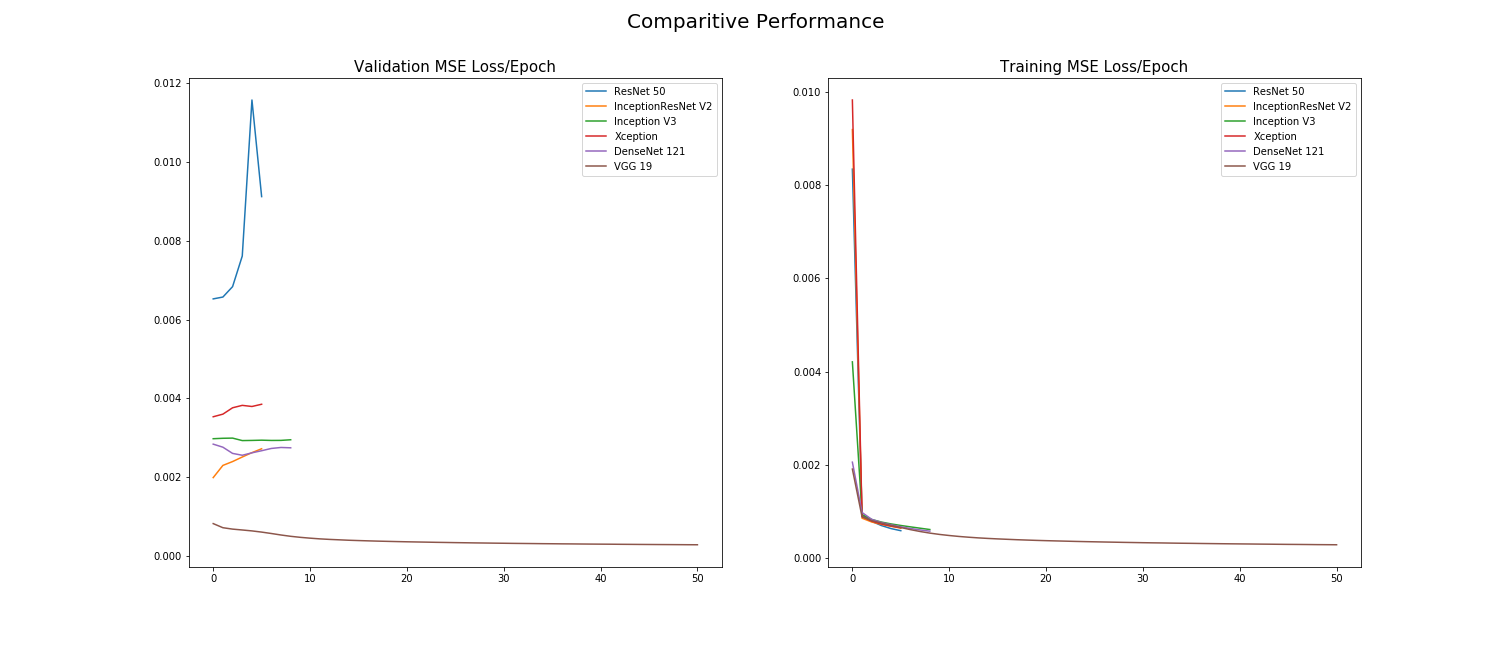 Comparitive Performance
Validation MSE Loss/Epoch
0.012
0.010
0.008
0.006
0.004
0.002
0.000
0
10
20
30
40
50
ResNet 50
InceptionResNet V2
Inception V3
Xception
DenseNet 121
VGG 19
Training MSE Loss/Epoch
0.010
0.008
0.006
0.004
0.002
0.000
0
10
20
30
40
50
ResNet 50
InceptionResNet V2
Inception V3
Xception
DenseNet 121
VGG 19